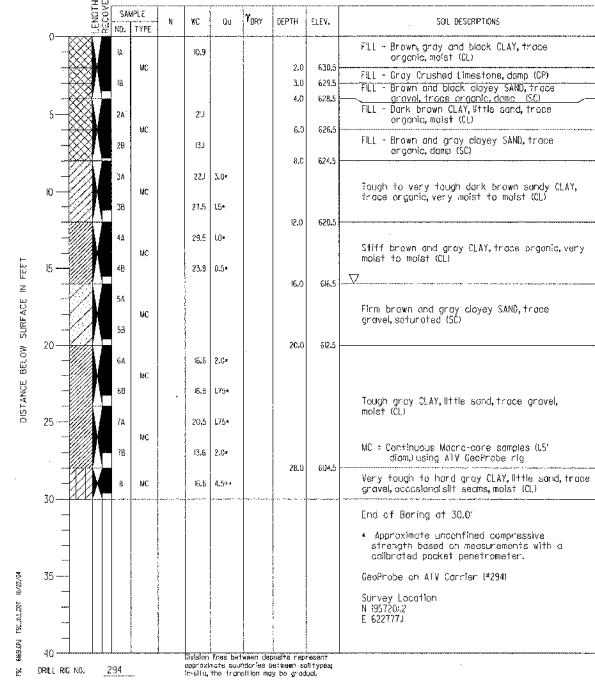 LENGTH
RECOVE
SAMPLE
NO. TYPE N WC Qu γDRY DEPTH ELEV. SOIL DESCRIPTIONS
0
1A MC 10.9 FILL - Brown, gray and black CLAY, trace
organic, moist (CL)
2.0 630.5
1B FILL - Gray Crushed Limestone, damp (GP)
3.0 629.5
FILL - Brown and black clayey SAND, trace
gravel, trace organic, damp (SC)
4.0 628.5
5
2A MC 21.1 FILL - Dark brown CLAY, little sand, trace
organic, moist (CL)
6.0 626.5
2B 13.1 FILL - Brown and gray clayey SAND, trace
organic, damp (SC)
8.0 624.5
3A 22.1 3.0*
10 MC Tough to very tough dark brown sandy CLAY,
trace organic, very moist to moist (CL)
3B 27.5 1.5*
12.0 620.5
4A 29.5 1.0*
MC Stiff brown and gray CLAY, trace organic, very
moist to moist (CL)
15 4B 23.9 0.5*
16.0 616.5
5A
MC Firm brown and gray clayey SAND, trace
gravel, saturated (SC)
5B
20 20.0 612.5
6A 16.6 2.0*
MC
6B 16.9 1.75*
Tough gray CLAY, little sand, trace gravel,
moist (CL)
25 7A 20.5 1.75*
MC
7B 13.6 2.0*
MC = Continuous Macro-core samples (1.5"
diam.) using ATV GeoProbe rig
28.0 604.5
8 MC 16.6 4.5+*
Very tough to hard gray CLAY, little sand, trace
gravel, occasional silt seams, moist (CL)
30
End of Boring at 30.0'
* Approximate unconfined compressive
strength based on measurements with a
calibrated pocket penetrometer.
35
GeoProbe on ATV Carrier (#294)
Survey Location
40
DISTANCE BELOW SURFACE IN FEET
DRILL RIG NO. 294
Division lines between deposits represent
approximate boundaries between soil types;
in-situ, the transition may be gradual.